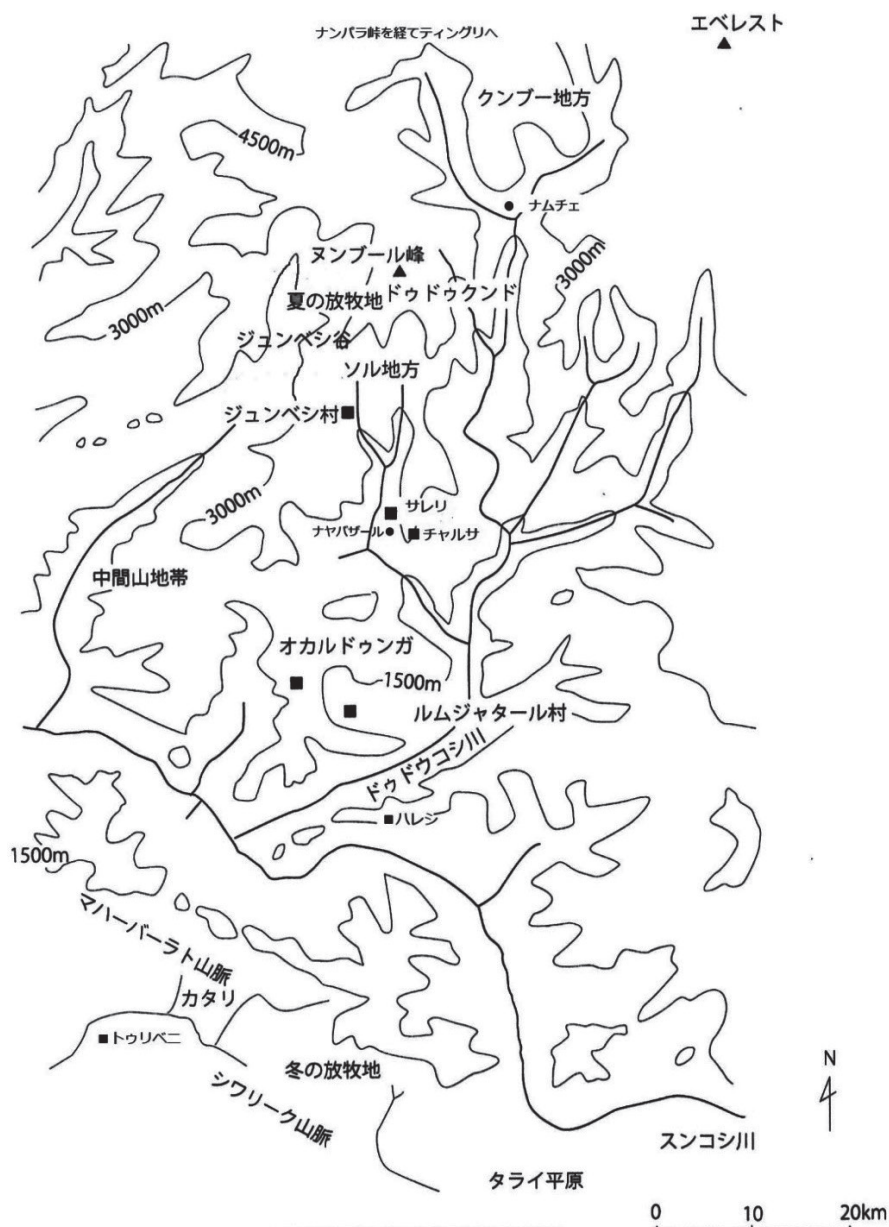 エベレスト
ナンパラ峠を経てティングリへ
クンブー地方
4500m
ナムチェ
ヌンブール峰
3000m
夏の放牧地
ドゥドゥクンド
3000m
ジュンベシ谷
ソル地方
ジュンベシ村
3000m
サレリ
ナヤバザール
チャルサ
中間山地帯
オカルドゥンガ
1500m
ルムジャタール村
ドゥドウコシ川
ハレジ
1500m
マハーバーラト山脈
カタリ
トゥリベニ
冬の放牧地
シワリーク山脈
N
スンコシ川
タライ平原
0 10 20km